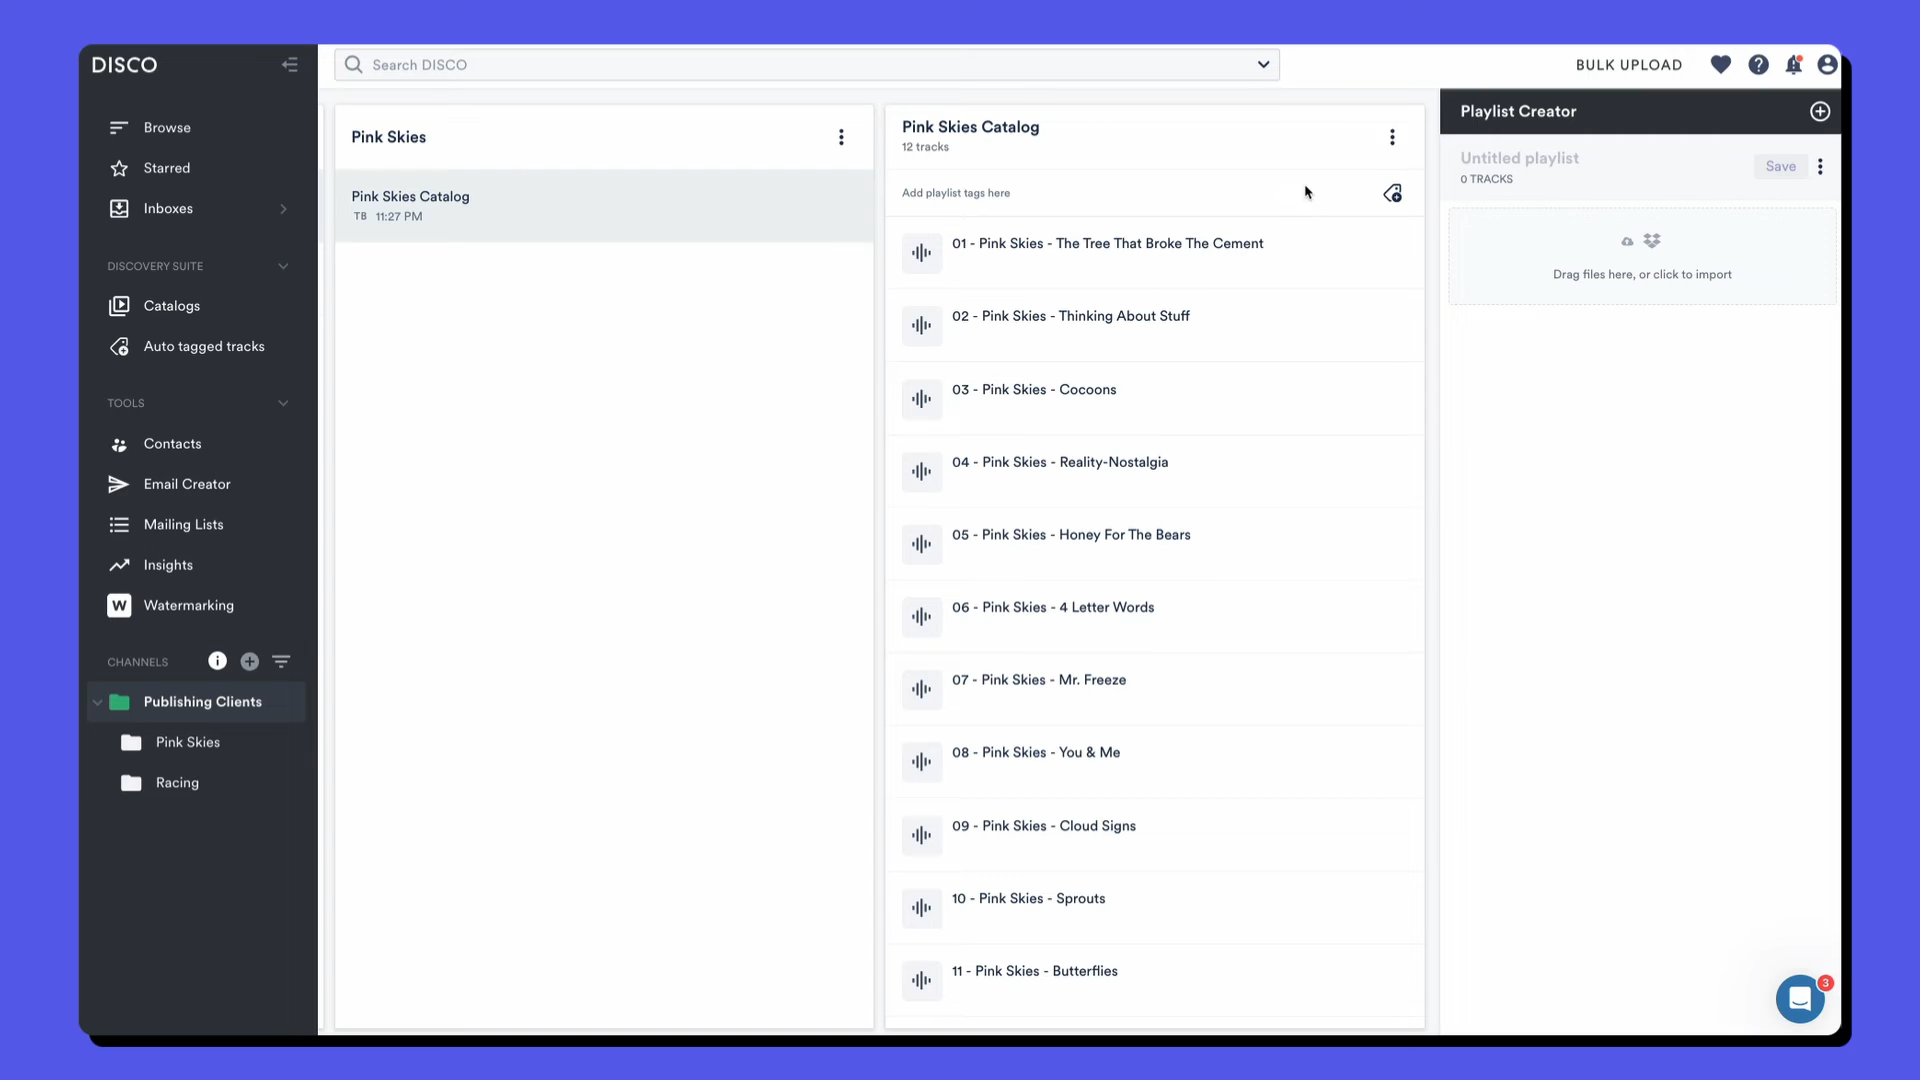 DISCO
Search DISCO
BULK UPLOAD
Browse
Starred
Inboxes
DISCOVERY SUITE
Catalogs
Auto tagged tracks
TOOLS
Contacts
Email Creator
Mailing Lists
Insights
W
Watermarking
CHANNELS
Publishing Clients
Pink Skies
Racing
Pink Skies
Pink Skies Catalog
TB 11:27 PM
Pink Skies Catalog
12 tracks
Add playlist tags here
01 - Pink Skies - The Tree That Broke The Cement
02 - Pink Skies - Thinking About Stuff
03 - Pink Skies - Cocoons
04 - Pink Skies - Reality-Nostalgia
05 - Pink Skies - Honey For The Bears
06 - Pink Skies - 4 Letter Words
07 - Pink Skies - Mr. Freeze
08 - Pink Skies - You & Me
09 - Pink Skies - Cloud Signs
10 - Pink Skies - Sprouts
11 - Pink Skies - Butterflies
Playlist Creator
Untitled playlist
Save
0 TRACKS
Drag files here, or click to import
3